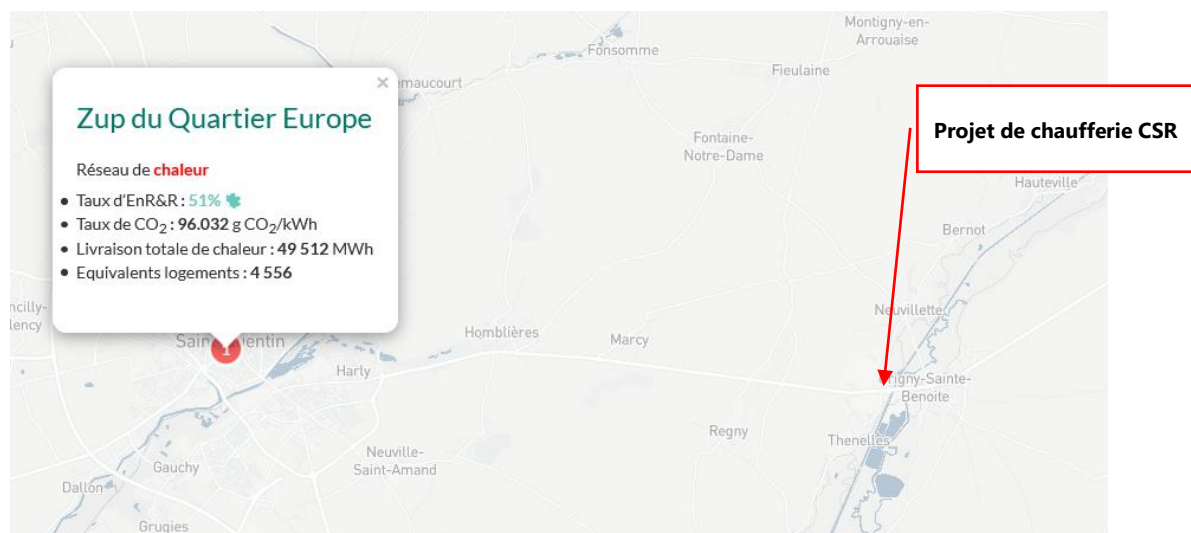 Montigny-en-
Arrouaise
Fonsomme
Fieulaine
×
Zup du Quartier Europe
Réseau de chaleur
• Taux d'EnR&R : 51%
• Taux de CO₂ : 96.032 g CO₂/kWh
• Livraison totale de chaleur : 49 512 MWh
• Equivalents logements : 4 556
Projet de chaufferie CSR
Fontaine-
Notre-Dame
Hauteville
Bernot
Neuvillette
Homblières
Marcy
Harly
Origny-Sainte-
Benoite
Regny
Thenelles
Neuville-
Saint-Amand
Gauchy
Dallon
Grugies